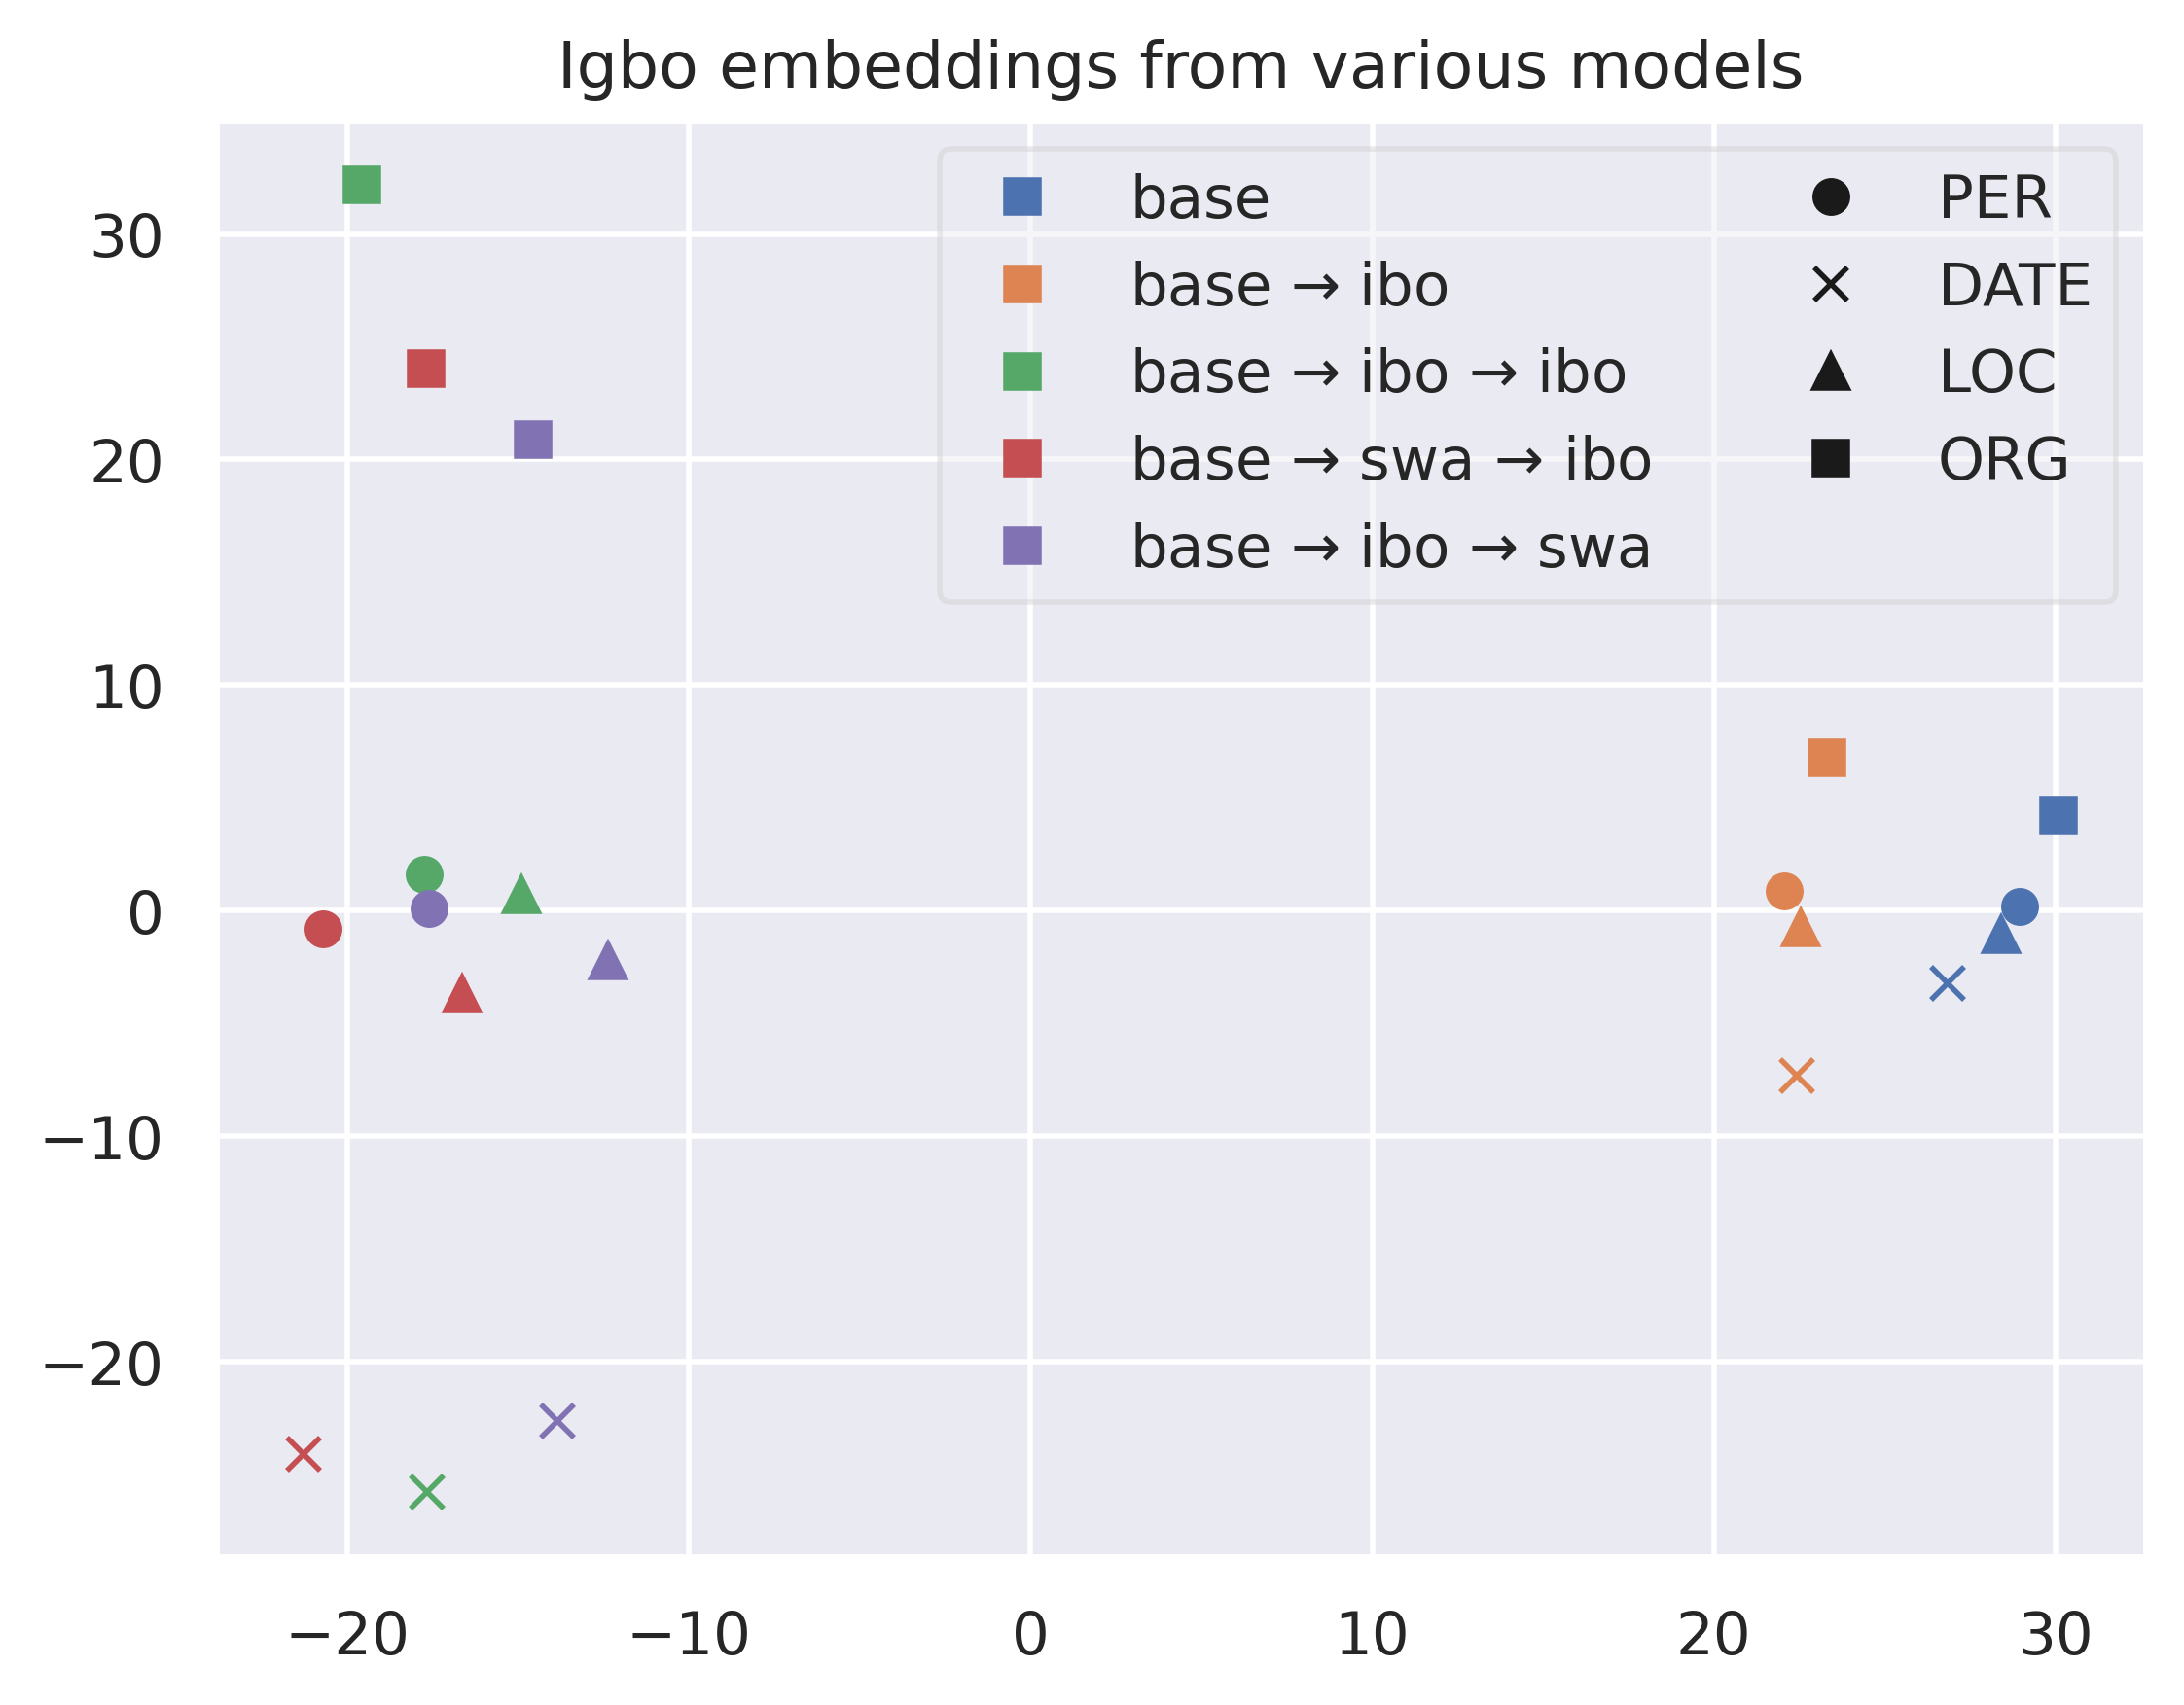 Igbo embeddings from various models
base
base → ibo
base → ibo → ibo
base → swa → ibo
base → ibo → swa
PER
DATE
LOC
ORG
30
20
10
0
−10
−20
−20
−10
0
10
20
30